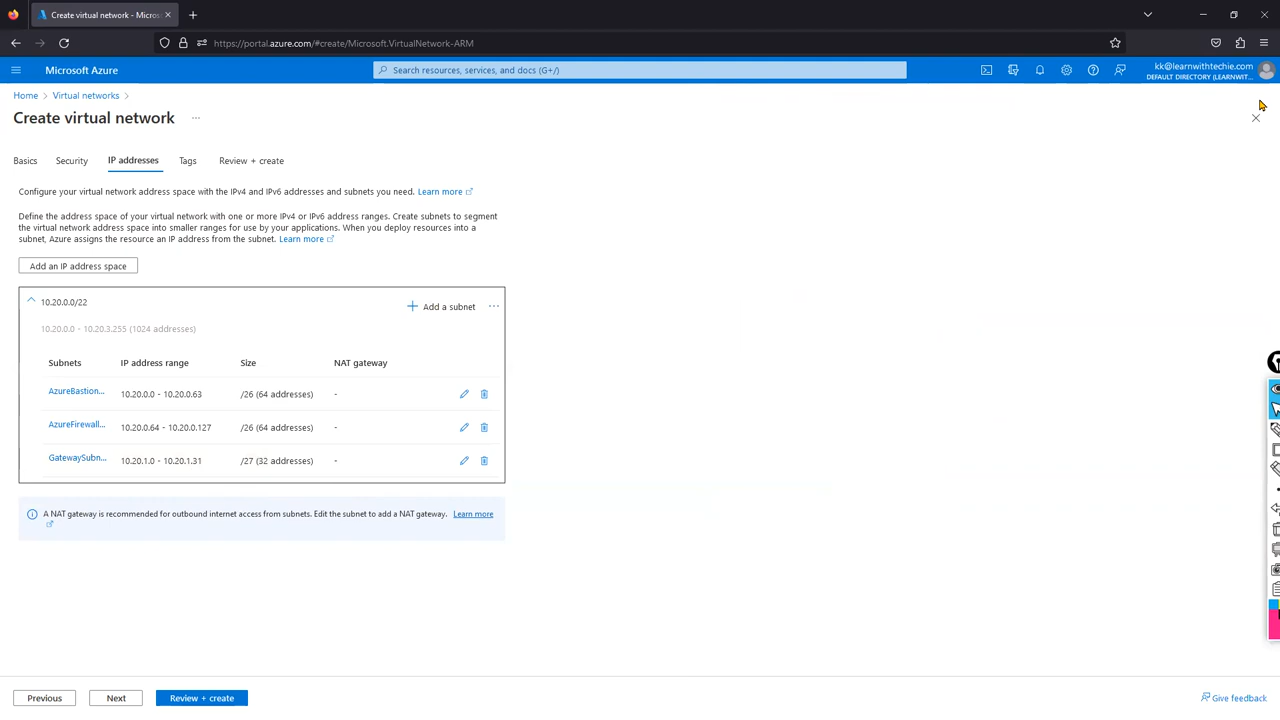 Create virtual network - Micros
https://portal.azure.com/#create/Microsoft.VirtualNetwork-ARM
Microsoft Azure
Search resources, services, and docs (G+/)
kk@learnwithtechie.com
DEFAULT DIRECTORY (LEARNWIT...
Home
Virtual networks
Create virtual network
Basics
Security
IP addresses
Tags
Review + create
Configure your virtual network address space with the IPv4 and IPv6 addresses and subnets you need. Learn more
Define the address space of your virtual network with one or more IPv4 or IPv6 address ranges. Create subnets to segment
the virtual network address space into smaller ranges for use by your applications. When you deploy resources into a
subnet, Azure assigns the resource an IP address from the subnet. Learn more
Add an IP address space
10.20.0.0/22
Add a subnet
10.20.0.0 - 10.20.3.255 (1024 addresses)
Subnets IP address range Size NAT gateway
AzureBastion... 10.20.0.0 - 10.20.0.63 /26 (64 addresses) -
AzureFirewall... 10.20.0.64 - 10.20.0.127 /26 (64 addresses) -
GatewaySubn... 10.20.1.0 - 10.20.1.31 /27 (32 addresses) -
A NAT gateway is recommended for outbound internet access from subnets. Edit the subnet to add a NAT gateway. Learn more
Previous
Next
Review + create
Give feedback